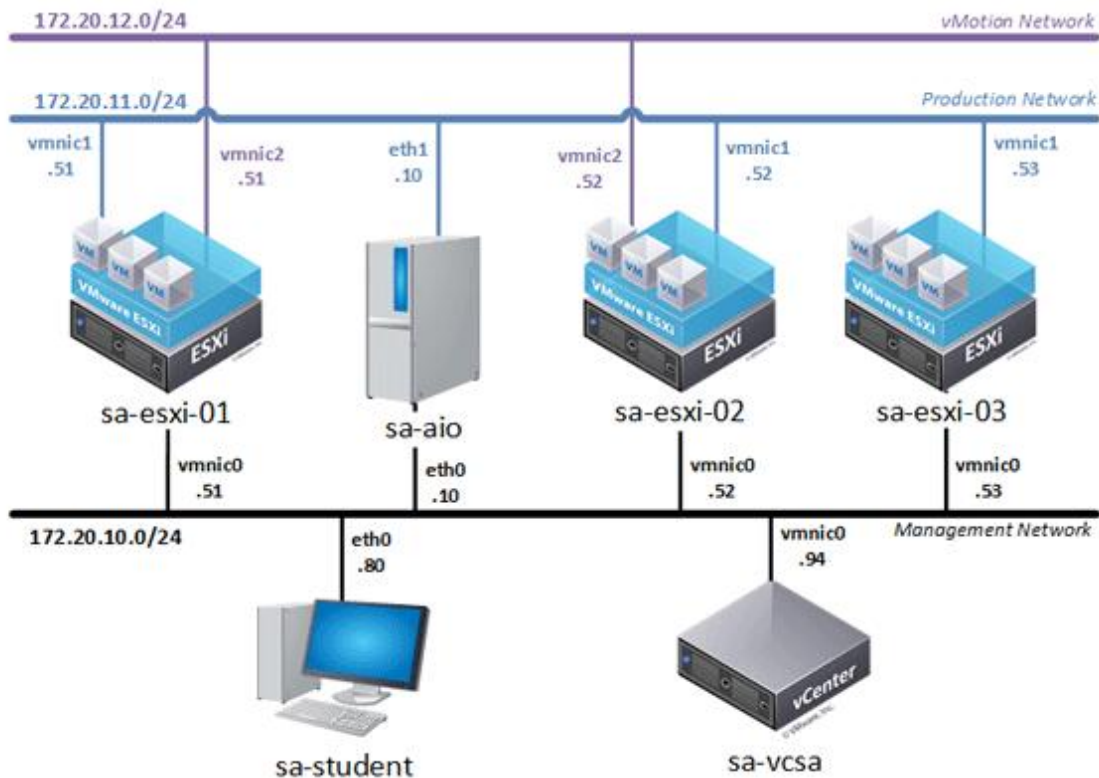 172.20.12.0/24
vMotion Network
172.20.11.0/24
Production Network
vmnic1
.51
vmnic2
.51
eth1
.10
vmnic2
.52
vmnic1
.52
vmnic1
.53
VM
VM
VM
VMware ESXi
ESXi
VM
VM
VM
VMware ESXi
ESXi
VM
VM
VM
VMware ESXi
ESXi
sa-esxi-01
sa-aio
sa-esxi-02
sa-esxi-03
vmnic0
.51
eth0
.10
vmnic0
.52
vmnic0
.53
172.20.10.0/24
Management Network
eth0
.80
vmnic0
.94
vCenter
© VMware, Inc.
sa-student
sa-vcsa